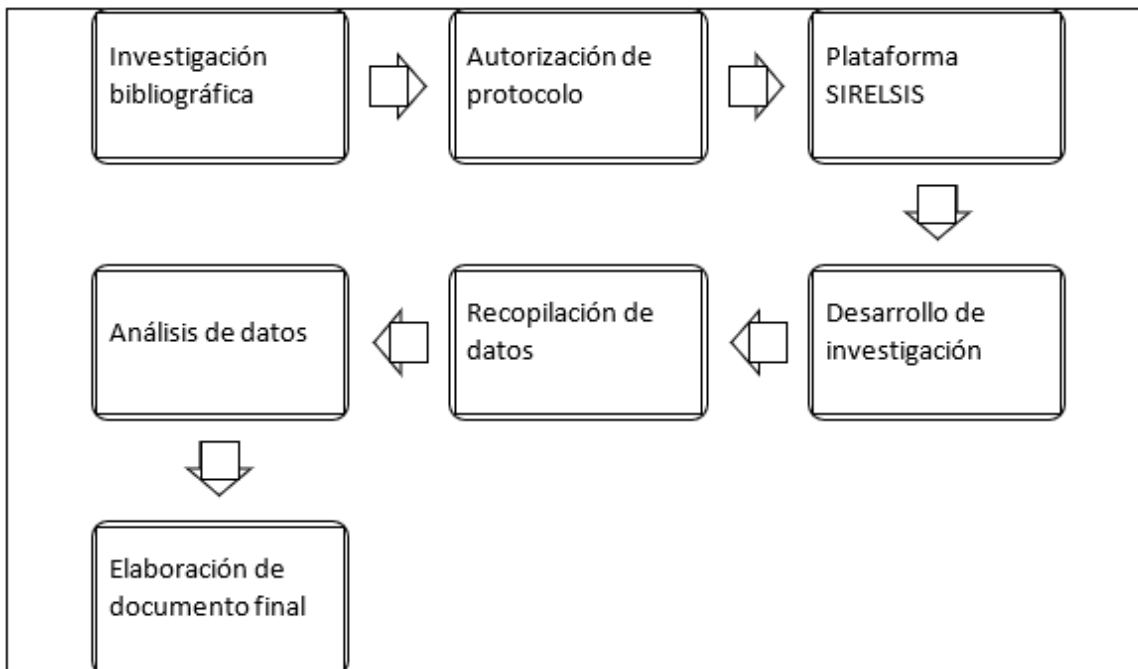 Investigación
bibliográfica
Autorización de
protocolo
Plataforma
SIRELSIS
Desarrollo de
investigación
Recopilación de
datos
Análisis de datos
Elaboración de
documento final